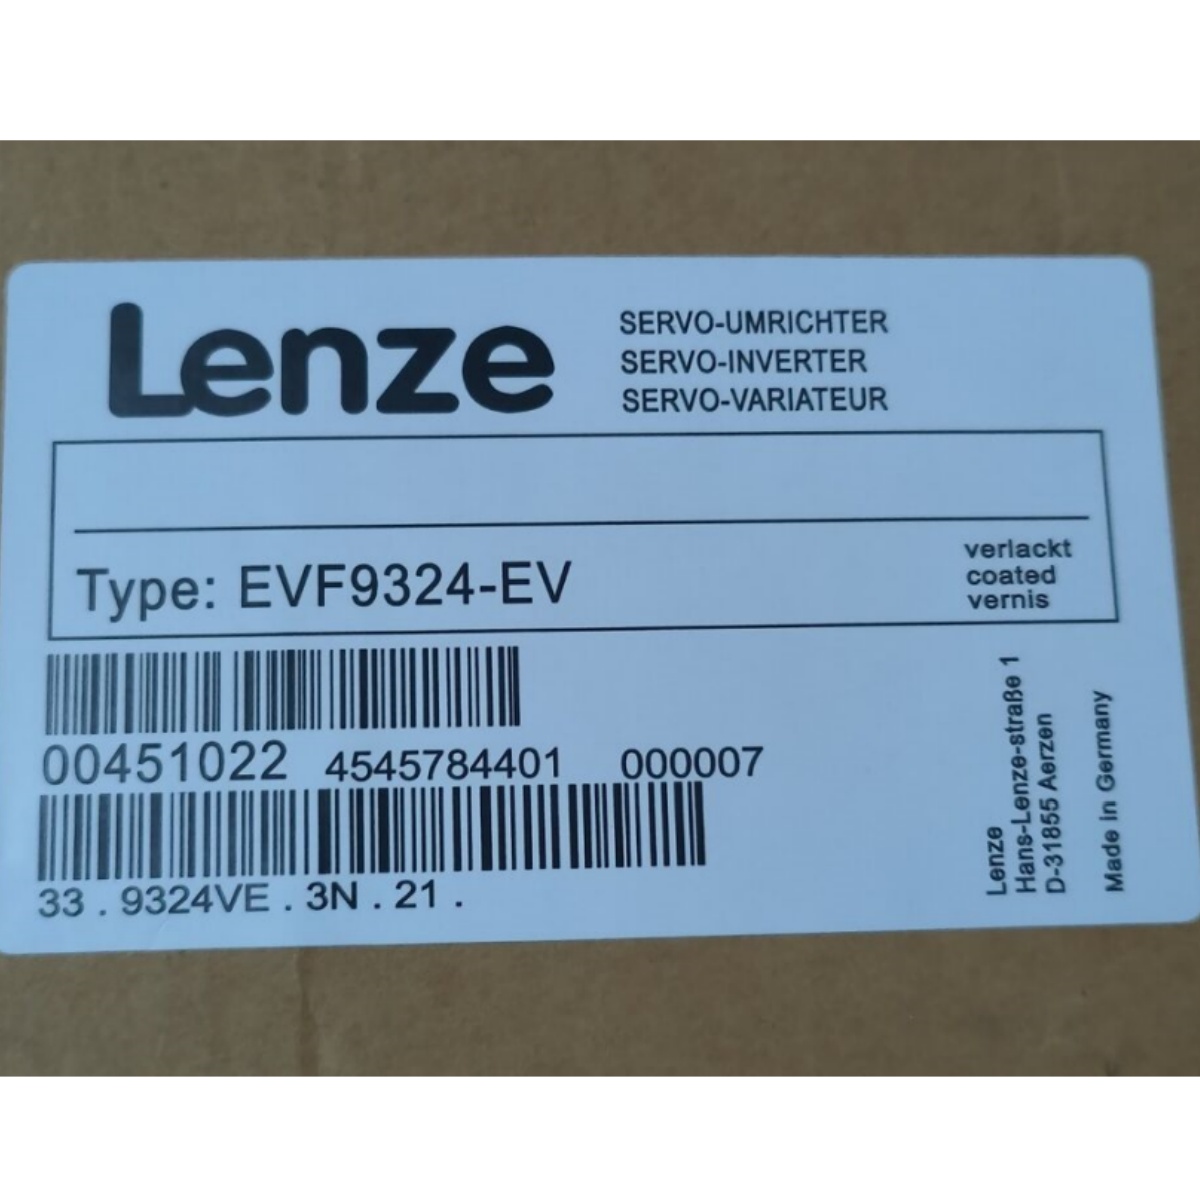 Lenze
SERVO-UMRICHTER
SERVO-INVERTER
SERVO-VARIATEUR
Type: EVF9324-EV
verlackt
coated
vernis
00451022 4545784401 000007
33 . 9324VE . 3N . 21 .
Lenze
Hans-Lenze-straße 1
D-31855 Aerzen
Made in Germany